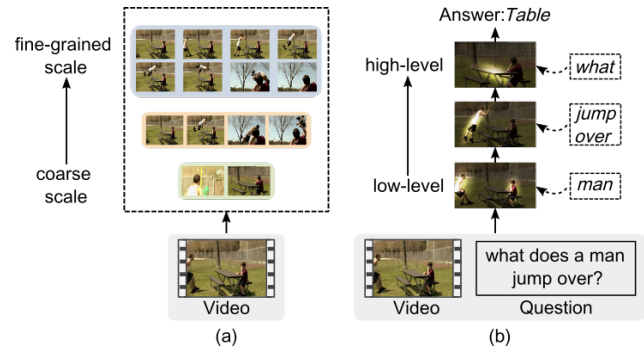 fine-grained
scale
coarse
scale
Video
(a)
Answer:Table
high-level
what
jump
over
low-level
man
Video
what does a man
jump over?
Question
(b)